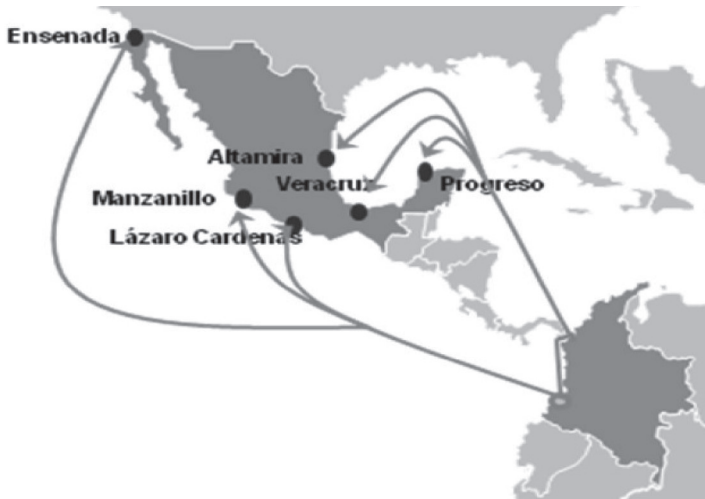 Ensenada
Altamira
Veracruz
Progreso
Manzanillo
Lázaro Cardenas